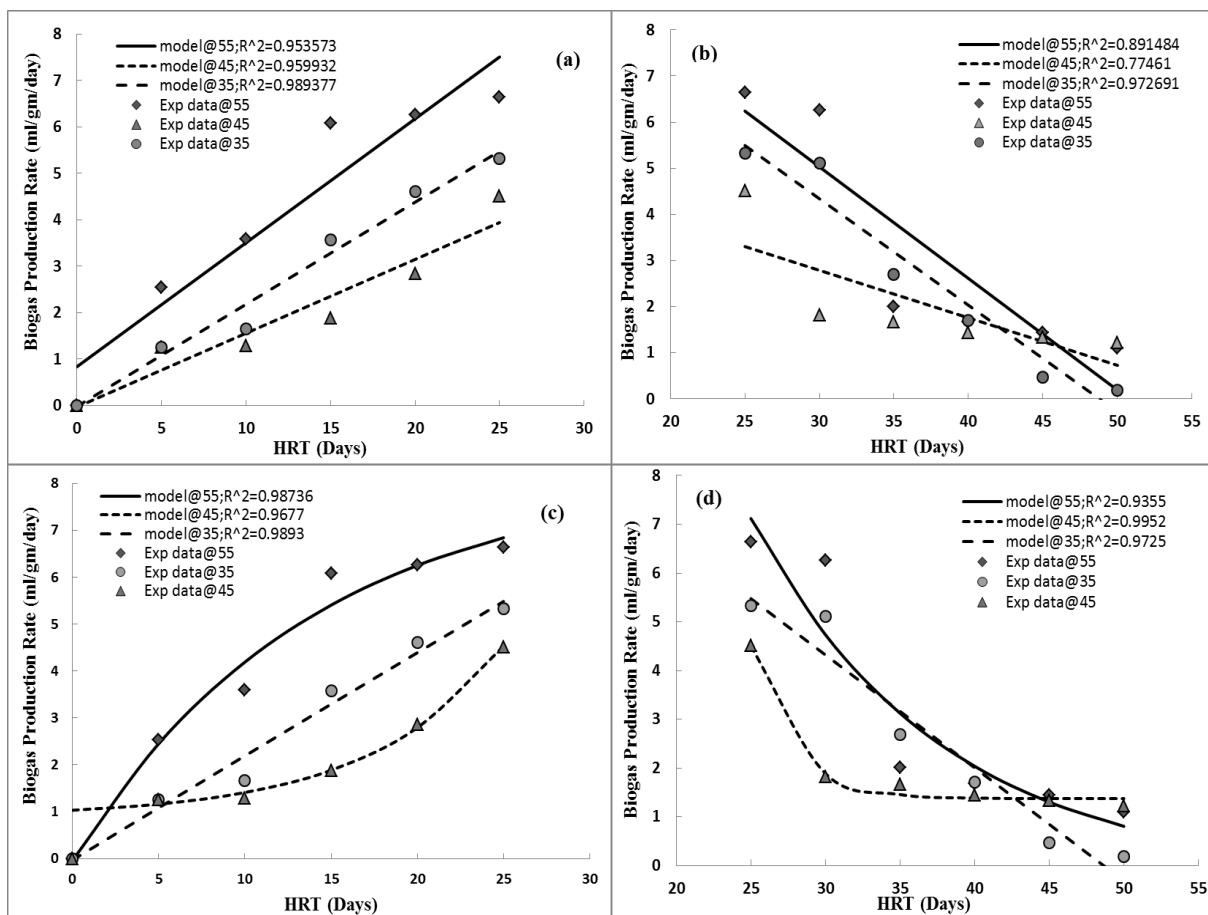 (a)
model@55;R^2=0.953573
model@45;R^2=0.959932
model@35;R^2=0.989377
Exp data@55
Exp data@45
Exp data@35
Biogas Production Rate (ml/gm/day)
8
7
6
5
4
3
2
1
0
0 5 10 15 20 25 30
HRT (Days)
(b)
model@55;R^2=0.891484
model@45;R^2=0.77461
model@35;R^2=0.972691
Exp data@55
Exp data@45
Exp data@35
Biogas Production Rate (ml/gm/day)
8
7
6
5
4
3
2
1
0
20 25 30 35 40 45 50 55
HRT (Days)
(c)
model@55;R^2=0.98736
model@45;R^2=0.9677
model@35;R^2=0.9893
Exp data@55
Exp data@35
Exp data@45
Biogas Production Rate (ml/gm/day)
8
7
6
5
4
3
2
1
0
0 5 10 15 20 25 30
HRT (Days)
(d)
model@55;R^2=0.9355
model@45;R^2=0.9952
model@35;R^2=0.9725
Exp data@55
Exp data@35
Exp data@45
Biogas Production Rate (ml/gm/day)
8
7
6
5
4
3
2
1
0
20 25 30 35 40 45 50 55
HRT (Days)